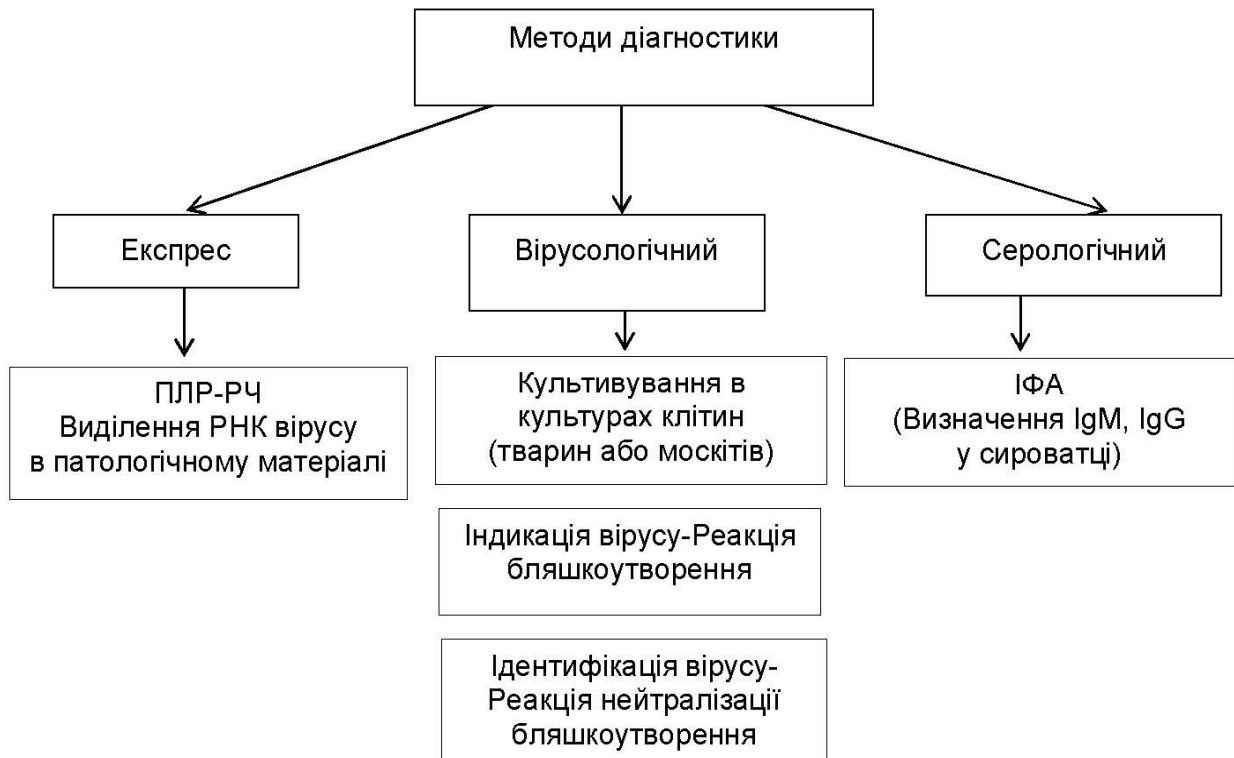 Методи діагностики
Експрес
Вірусологічний
Серологічний
ПЛР-РЧ
Виділення РНК вірусу
в патологічному матеріалі
Культивування в
культурах клітин
(тварин або москітів)
ІФА
(Визначення IgM, IgG
у сироватці)
Індикація вірусу-Реакція
бляшкоутворення
Ідентифікація вірусу-
Реакція нейтралізації
бляшкоутворення